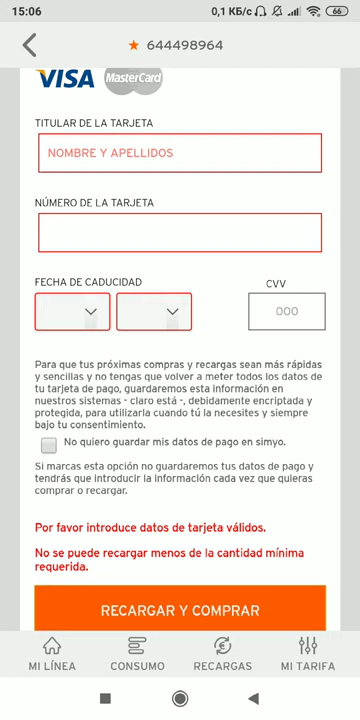 15:06 0,1 КБ/с 66
644498964
VISA MasterCard
TITULAR DE LA TARJETA
NOMBRE Y APELLIDOS
NÚMERO DE LA TARJETA
FECHA DE CADUCIDAD
CVV
000
Para que tus próximas compras y recargas sean más rápidas
y sencillas y no tengas que volver a meter todos los datos de
tu tarjeta de pago, guardaremos esta información en
nuestros sistemas - claro está -, debidamente encriptada y
protegida, para utilizarla cuando tú la necesites y siempre
bajo tu consentimiento.
No quiero guardar mis datos de pago en simyo.
Si marcas esta opción no guardaremos tus datos de pago y
tendrás que introducir la información cada vez que quieras
comprar o recargar.
Por favor introduce datos de tarjeta válidos.
No se puede recargar menos de la cantidad mínima
requerida.
RECARGAR Y COMPRAR
MI LÍNEA CONSUMO RECARGAS MI TARIFA